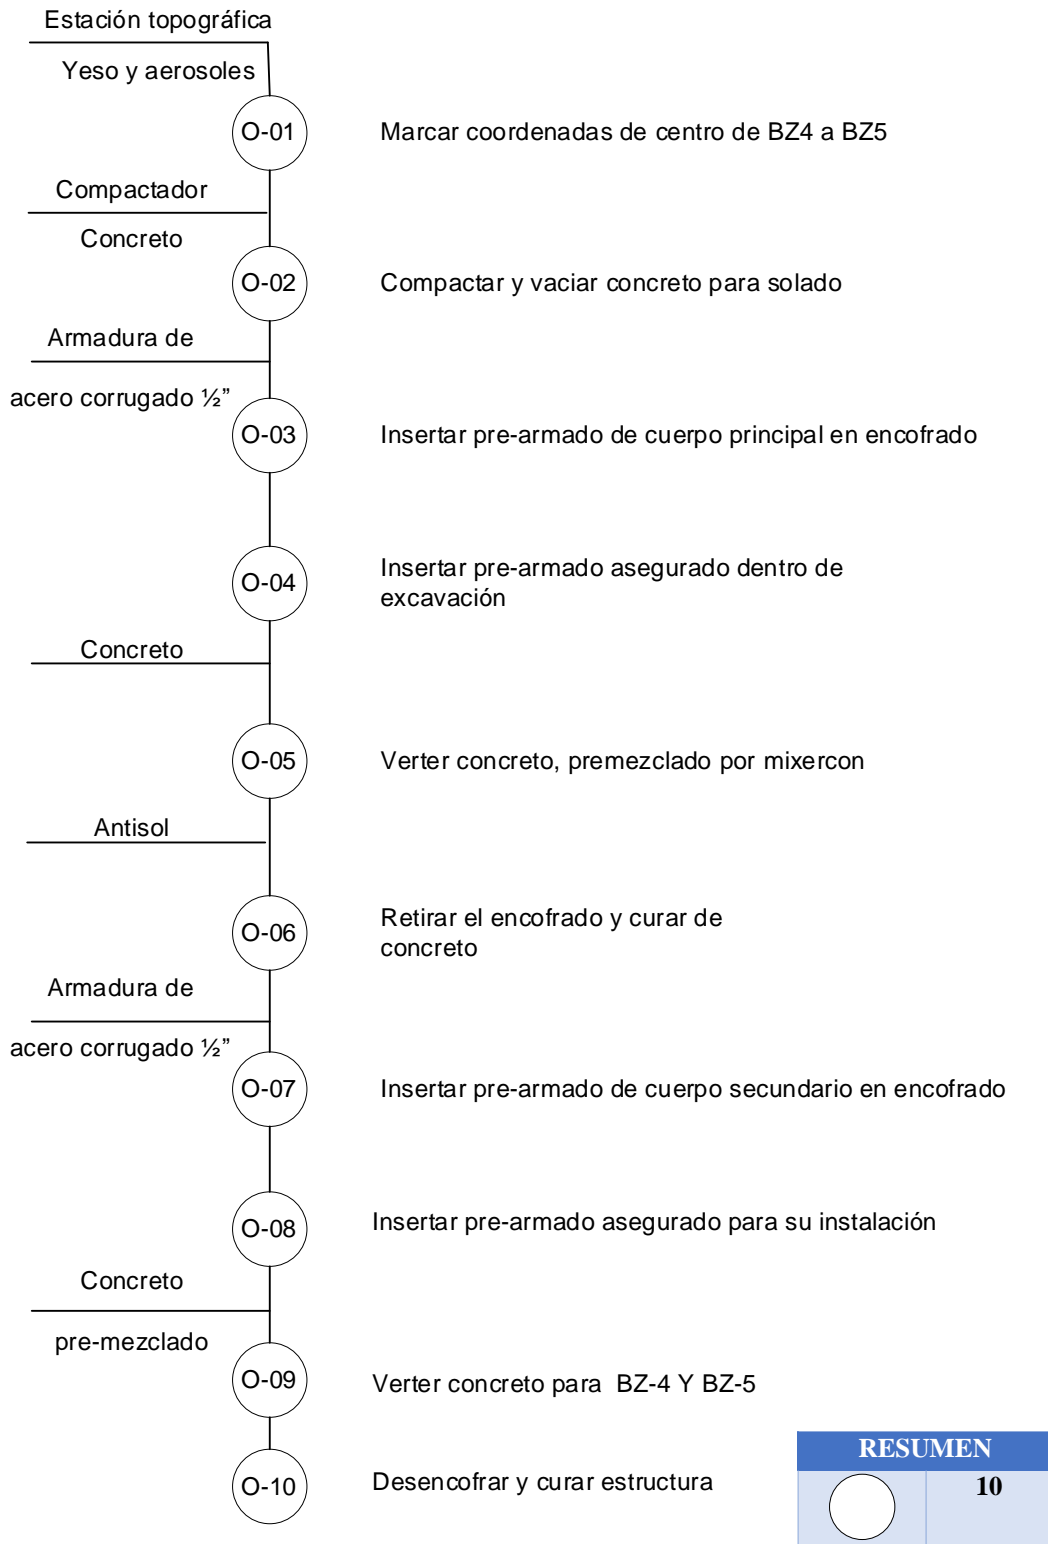 Estación topográfica
Yeso y aerosoles
O-01
Marcar coordenadas de centro de BZ4 a BZ5
Compactador
Concreto
O-02
Compactar y vaciar concreto para solado
Armadura de
acero corrugado ½”
O-03
Insertar pre-armado de cuerpo principal en encofrado
O-04
Insertar pre-armado asegurado dentro de
excavación
Concreto
O-05
Verter concreto, premezclado por mixercon
Antisol
O-06
Retirar el encofrado y curar de
concreto
Armadura de
acero corrugado ½”
O-07
Insertar pre-armado de cuerpo secundario en encofrado
O-08
Insertar pre-armado asegurado para su instalación
Concreto
pre-mezclado
O-09
Verter concreto para BZ-4 Y BZ-5
O-10
Desencofrar y curar estructura
RESUMEN
10